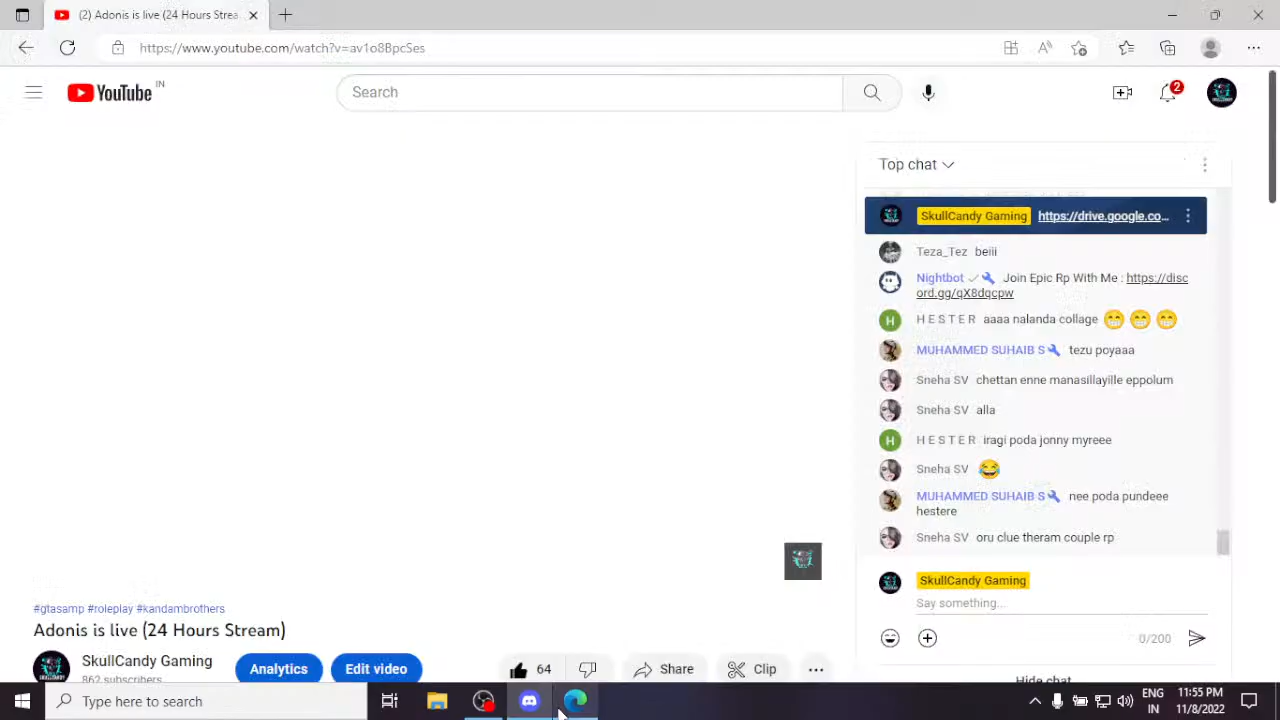 (2) Adonis is live (24 Hours Strea
https://www.youtube.com/watch?v=av1o8BpcSes
YouTube IN
Search
2
Top chat
SkullCandy Gaming https://drive.google.co...
Teza_Tez beiii
Nightbot Join Epic Rp With Me : https://disc
ord.gg/qX8dqcpw
H E S T E R aaaa nalanda collage
MUHAMMED SUHAIB S tezu poyaaa
Sneha SV chettan enne manasillayille eppolum
Sneha SV alla
H E S T E R iragi poda jonny myreee
Sneha SV
MUHAMMED SUHAIB S nee poda pundeee
hestere
Sneha SV oru clue theram couple rp
SkullCandy Gaming
Say something...
0/200
Hide chat
#gtasamp #roleplay #kandambrothers
Adonis is live (24 Hours Stream)
SkullCandy Gaming
862 subscribers
Analytics
Edit video
64
Share
Clip
Type here to search
ENG
IN
11:55 PM
11/8/2022